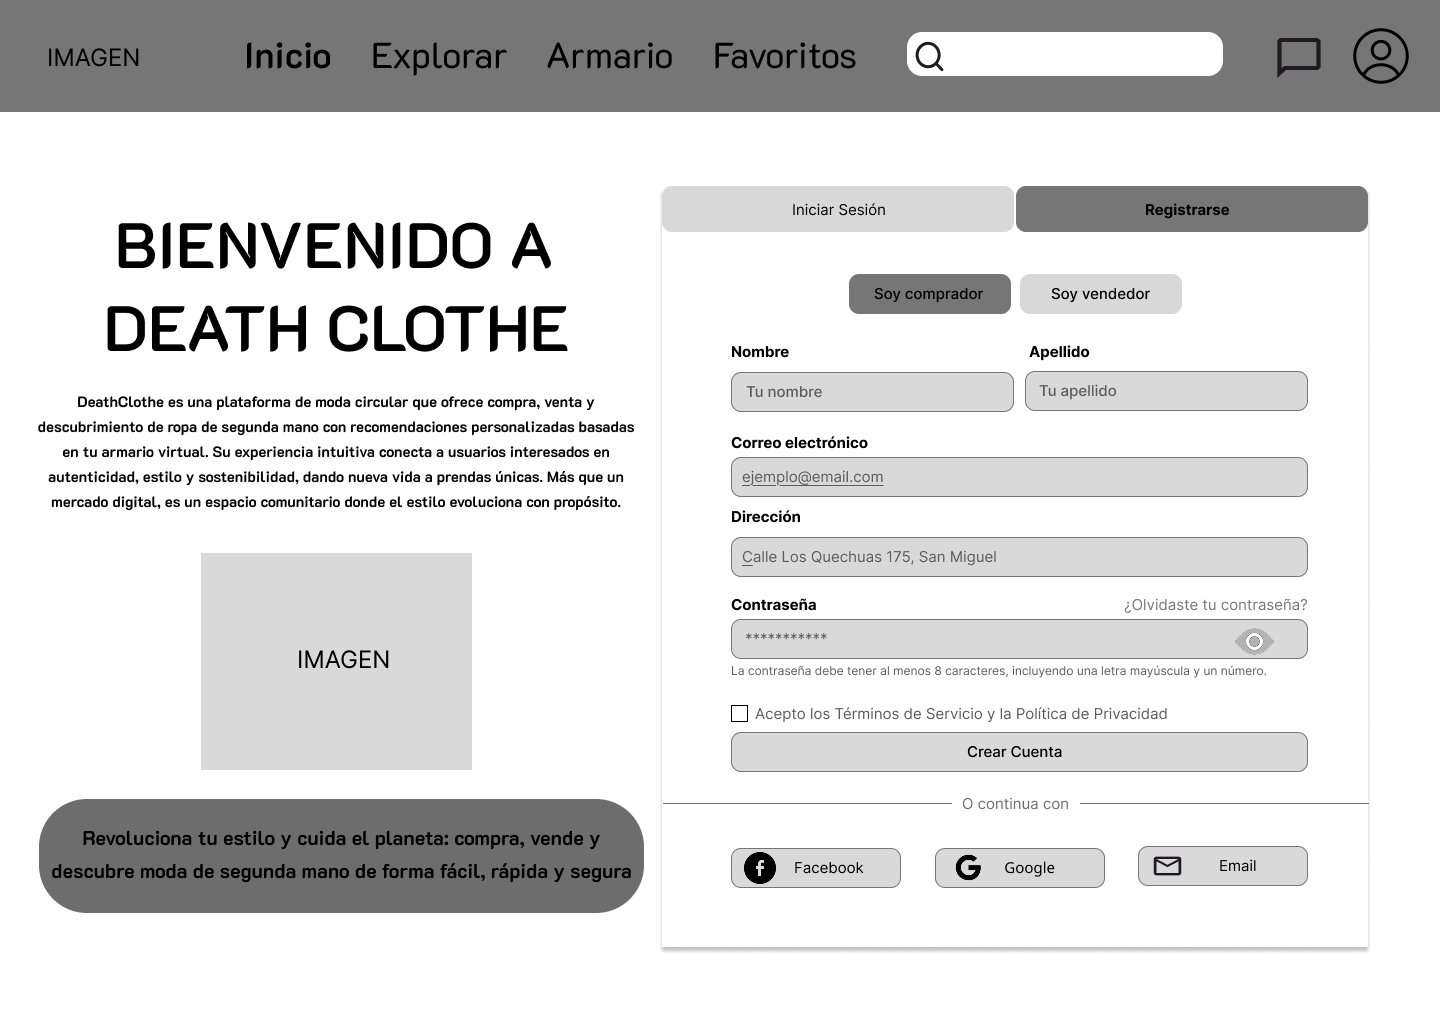 IMAGEN
Inicio
Explorar
Armario
Favoritos
BIENVENIDO A
DEATH CLOTHE
DeathClothe es una plataforma de moda circular que ofrece compra, venta y
descubrimiento de ropa de segunda mano con recomendaciones personalizadas basadas
en tu armario virtual. Su experiencia intuitiva conecta a usuarios interesados en
autenticidad, estilo y sostenibilidad, dando nueva vida a prendas únicas. Más que un
mercado digital, es un espacio comunitario donde el estilo evoluciona con propósito.
IMAGEN
Revoluciona tu estilo y cuida el planeta: compra, vende y
descubre moda de segunda mano de forma fácil, rápida y segura
Iniciar Sesión
Registrarse
Soy comprador
Soy vendedor
Nombre
Apellido
Tu nombre
Tu apellido
Correo electrónico
ejemplo@email.com
Dirección
Calle Los Quechuas 175, San Miguel
Contraseña
¿Olvidaste tu contraseña?
***********
La contraseña debe tener al menos 8 caracteres, incluyendo una letra mayúscula y un número.
Acepto los Términos de Servicio y la Política de Privacidad
Crear Cuenta
O continua con
Facebook
Google
Email